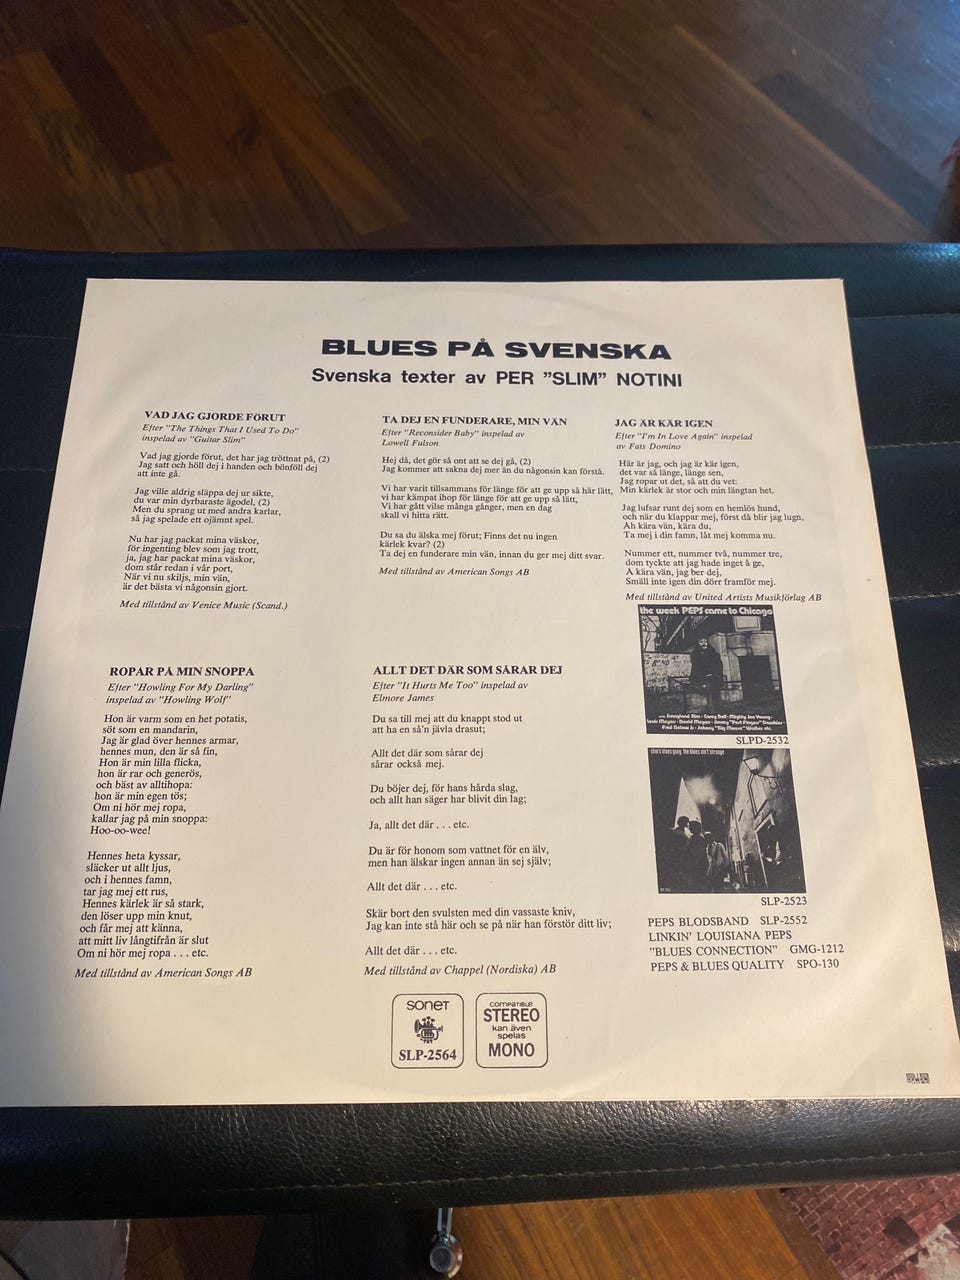 BLUES PÅ SVENSKA
Svenska texter av PER ”SLIM” NOTINI
VAD JAG GJORDE FÖRUT
Efter "The Things That I Used To Do"
inspelad av "Guitar Slim"
Vad jag gjorde förut, det har jag tröttnat på, (2)
Jag satt och höll dej i handen och bönföll dej
att inte gå.
Jag ville aldrig släppa dej ur sikte,
du var min dyrbaraste ägodel, (2)
Men du sprang ut med andra karlar,
så jag spelade ett ojämnt spel.
Nu har jag packat mina väskor,
för ingenting blev som jag trott,
ja, jag har packat mina väskor,
dom står redan i vår port,
När vi nu skiljs, min vän,
är det bästa vi någonsin gjort.
Med tillstånd av Venice Music (Scand.)
TA DEJ EN FUNDERARE, MIN VÄN
Efter "Reconsider Baby" inspelad av
Lowell Fulson
Hej då, det gör så ont att se dej gå, (2)
Jag kommer att sakna dej mer än du någonsin kan förstå.
Vi har varit tillsammans för länge för att ge upp så här lätt,
vi har kämpat ihop för länge för att ge upp så lätt,
Vi har gått vilse många gånger, men en dag
skall vi hitta rätt.
Du sa du älska mej förut; Finns det nu ingen
kärlek kvar? (2)
Ta dej en funderare min vän, innan du ger mej ditt svar.
Med tillstånd av American Songs AB
JAG ÄR KÄR IGEN
Efter "I'm In Love Again" inspelad
av Fats Domino
Här är jag, och jag är kär igen,
det var så länge, länge sen,
Jag ropar ut det, så att du vet:
Min kärlek är stor och min längtan het.
Jag lufsar runt dej som en hemlös hund,
och när du klappar mej, först då blir jag lugn,
Åh kära vän, kära du,
Ta mej i din famn, låt mej komma nu.
Nummer ett, nummer två, nummer tre,
dom tyckte att jag hade inget å ge,
Å kära vän, jag ber dej,
Smäll inte igen din dörr framför mej.
Med tillstånd av United Artists Musikförlag AB
ROPAR PÅ MIN SNOPPA
Efter "Howling For My Darling"
inspelad av "Howling Wolf"
Hon är varm som en het potatis,
söt som en mandarin,
Jag är glad över hennes armar,
hennes mun, den är så fin,
Hon är min lilla flicka,
hon är rar och generös,
och bäst av alltihopa:
hon är min egen tös;
Om ni hör mej ropa,
kallar jag på min snoppa:
Hoo-oo-wee!
Hennes heta kyssar,
släcker ut allt ljus,
och i hennes famn,
tar jag mej ett rus,
Hennes kärlek är så stark,
den löser upp min knut,
och får mej att känna,
att mitt liv långtifrån är slut
Om ni hör mej ropa . . . etc.
Med tillstånd av American Songs AB
ALLT DET DÄR SOM SÅRAR DEJ
Efter "It Hurts Me Too" inspelad av
Elmore James
Du sa till mej att du knappt stod ut
att ha en så'n jävla drasut;
Allt det där som sårar dej
sårar också mej.
Du böjer dej, för hans hårda slag,
och allt han säger har blivit din lag;
Ja, allt det där . . . etc.
Du är för honom som vattnet för en älv,
men han älskar ingen annan än sej själv;
Allt det där . . . etc.
Skär bort den svulsten med din vassaste kniv,
Jag kan inte stå här och se på när han förstör ditt liv;
Allt det där . . . etc.
Med tillstånd av Chappel (Nordiska) AB
the week PEPS came to Chicago
SLPD-2532
slim's blues gang the blues ain't strange
SLP-2523
PEPS BLODSBAND SLP-2552
LINKIN' LOUISIANA PEPS
"BLUES CONNECTION" GMG-1212
PEPS & BLUES QUALITY SPO-130
SONET
SLP-2564
COMPATIBLE
STEREO
kan även
spelas
MONO